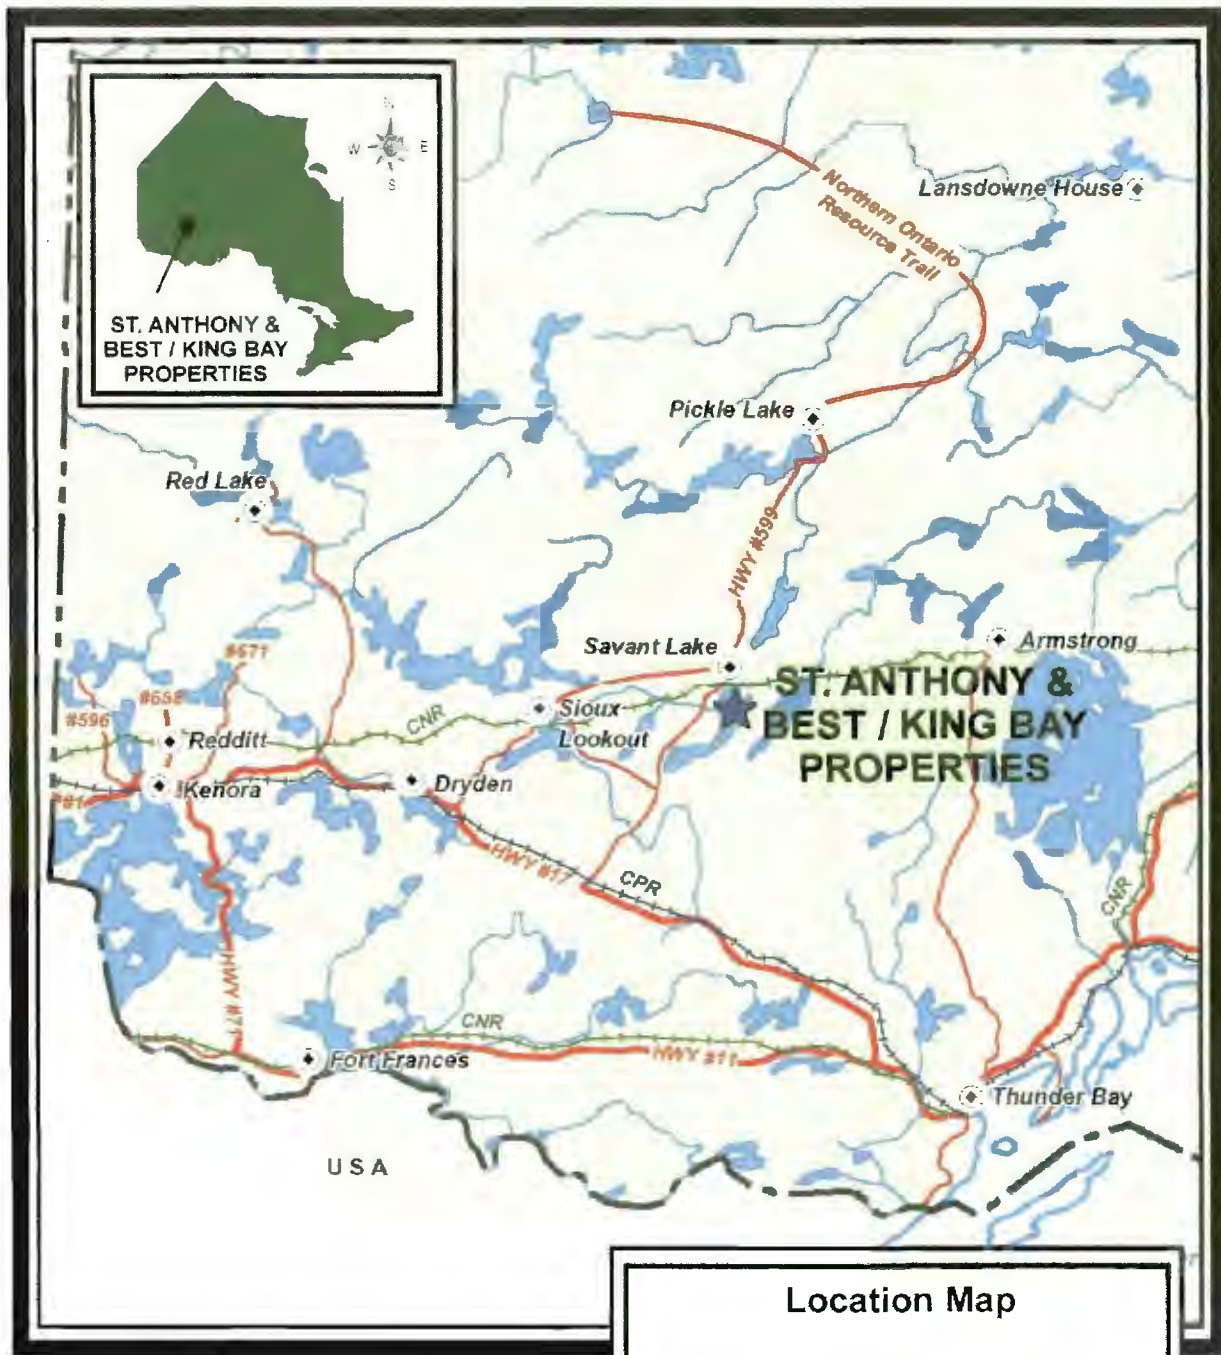 N
W
E
S
ST. ANTHONY &
BEST / KING BAY
PROPERTIES
Northern Ontario
Resource Trail
Lansdowne House
Pickle Lake
Red Lake
HWY #599
Savant Lake
Armstrong
ST. ANTHONY &
BEST / KING BAY
PROPERTIES
#671
#658
#596
CNR
Sioux
Lookout
Redditt
Kenora
Dryden
HWY #17
CPR
CNR
HWY #71
CNR
Fort Frances
HWY #11
Thunder Bay
USA
Location Map